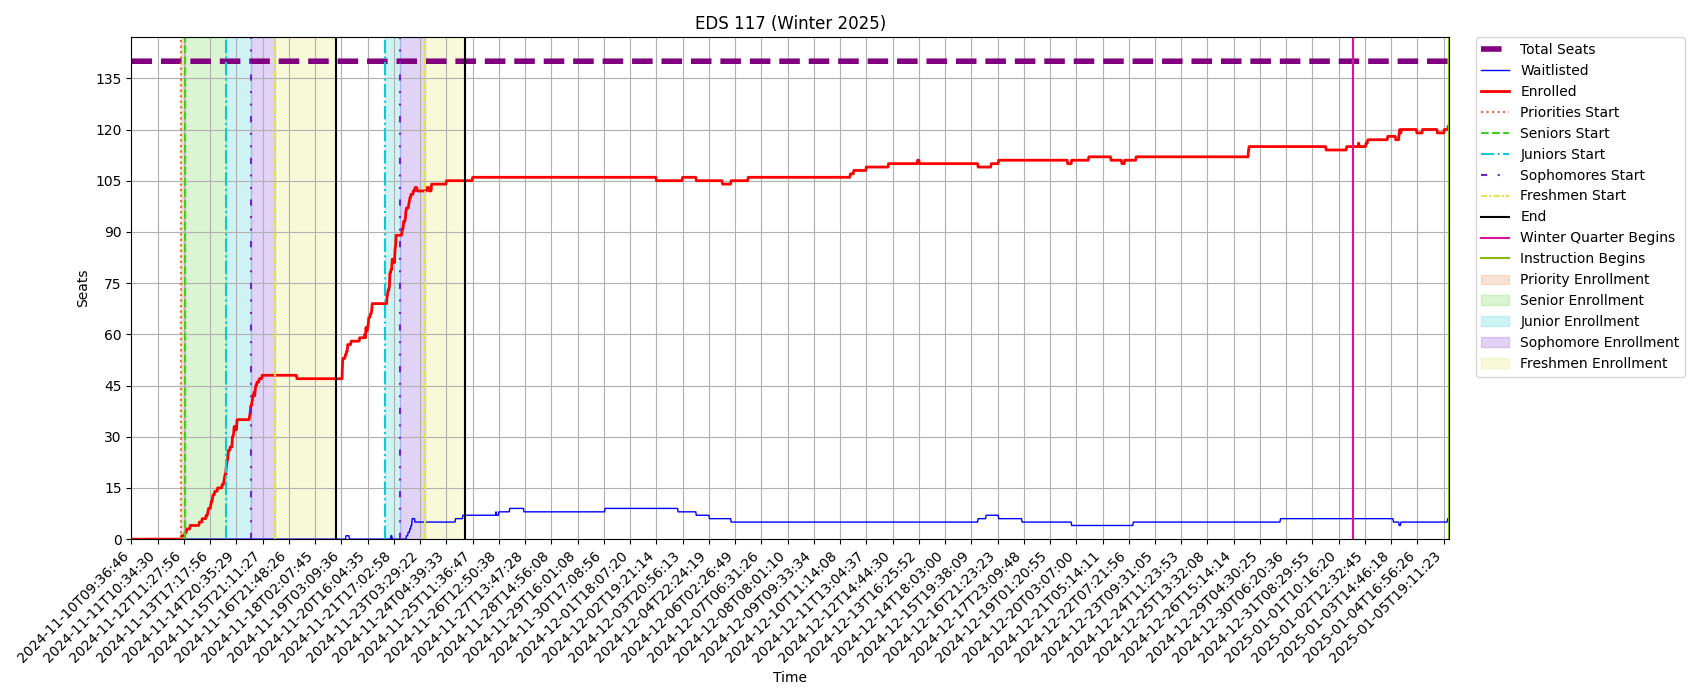 EDS 117 (Winter 2025)
Seats
135
120
105
90
75
60
45
30
15
0
2024-11-10T09:36:46
2024-11-11T10:34:30
2024-11-12T11:27:56
2024-11-13T17:17:56
2024-11-14T20:35:29
2024-11-15T21:11:27
2024-11-16T21:48:26
2024-11-18T02:07:45
2024-11-19T03:09:36
2024-11-20T16:04:35
2024-11-21T17:02:58
2024-11-23T03:29:22
2024-11-24T04:39:33
2024-11-25T11:36:47
2024-11-26T12:50:38
2024-11-27T13:47:28
2024-11-28T14:56:08
2024-11-29T16:01:08
2024-11-30T17:08:56
2024-12-01T18:07:20
2024-12-02T19:21:14
2024-12-03T20:56:13
2024-12-04T22:24:19
2024-12-06T02:26:49
2024-12-07T06:31:26
2024-12-08T08:01:10
2024-12-09T09:33:34
2024-12-10T11:14:08
2024-12-11T13:04:37
2024-12-12T14:44:30
2024-12-13T16:25:52
2024-12-14T18:03:00
2024-12-15T19:38:09
2024-12-16T21:23:23
2024-12-17T23:09:48
2024-12-19T01:20:55
2024-12-20T03:07:00
2024-12-21T05:14:11
2024-12-22T07:21:56
2024-12-23T09:31:05
2024-12-24T11:23:53
2024-12-25T13:32:08
2024-12-26T15:14:14
2024-12-29T04:30:25
2024-12-30T06:20:36
2024-12-31T08:29:55
2025-01-01T10:16:20
2025-01-02T12:32:45
2025-01-03T14:46:18
2025-01-04T16:56:26
2025-01-05T19:11:23
Time
Total Seats
Waitlisted
Enrolled
Priorities Start
Seniors Start
Juniors Start
Sophomores Start
Freshmen Start
End
Winter Quarter Begins
Instruction Begins
Priority Enrollment
Senior Enrollment
Junior Enrollment
Sophomore Enrollment
Freshmen Enrollment